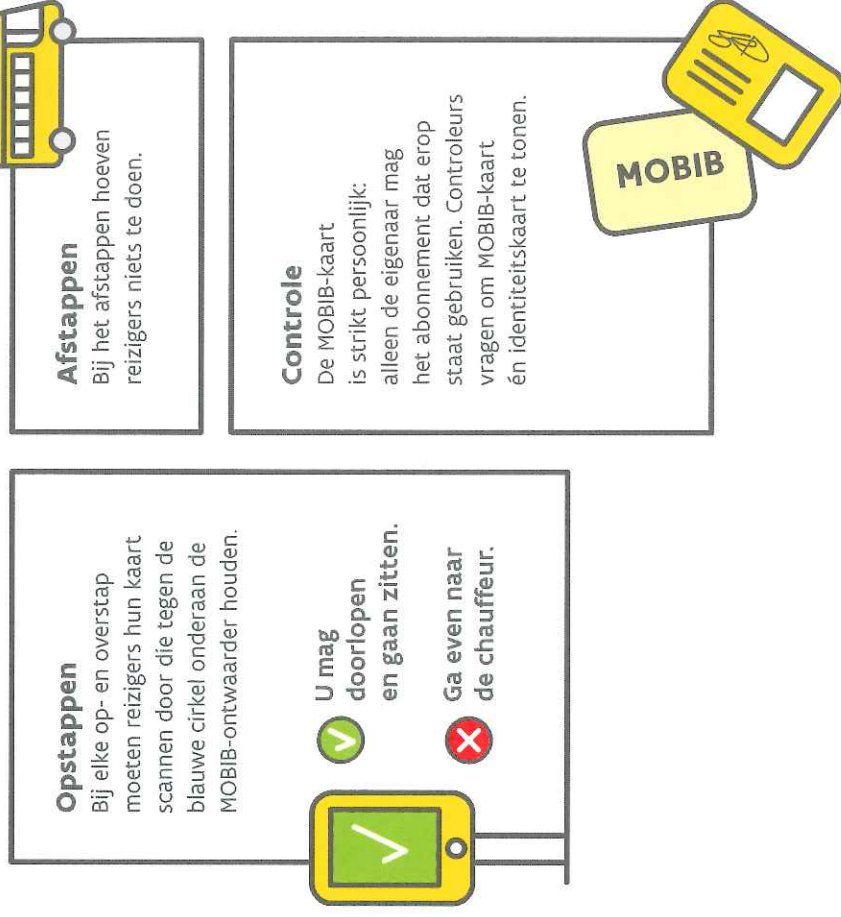 Opstappen
Bij elke op- en overstap
moeten reizigers hun kaart
scannen door die tegen de
blauwe cirkel onderaan de
MOBIB-ontwaarder houden.
U mag
doorlopen
en gaan zitten.
Ga even naar
de chauffeur.
Afstappen
Bij het afstappen hoeven
reizigers niets te doen.
Controle
De MOBIB-kaart
is strikt persoonlijk:
alleen de eigenaar mag
het abonnement dat erop
staat gebruiken. Controleurs
vragen om MOBIB-kaart
én identiteitskaart te tonen.
MOBIB